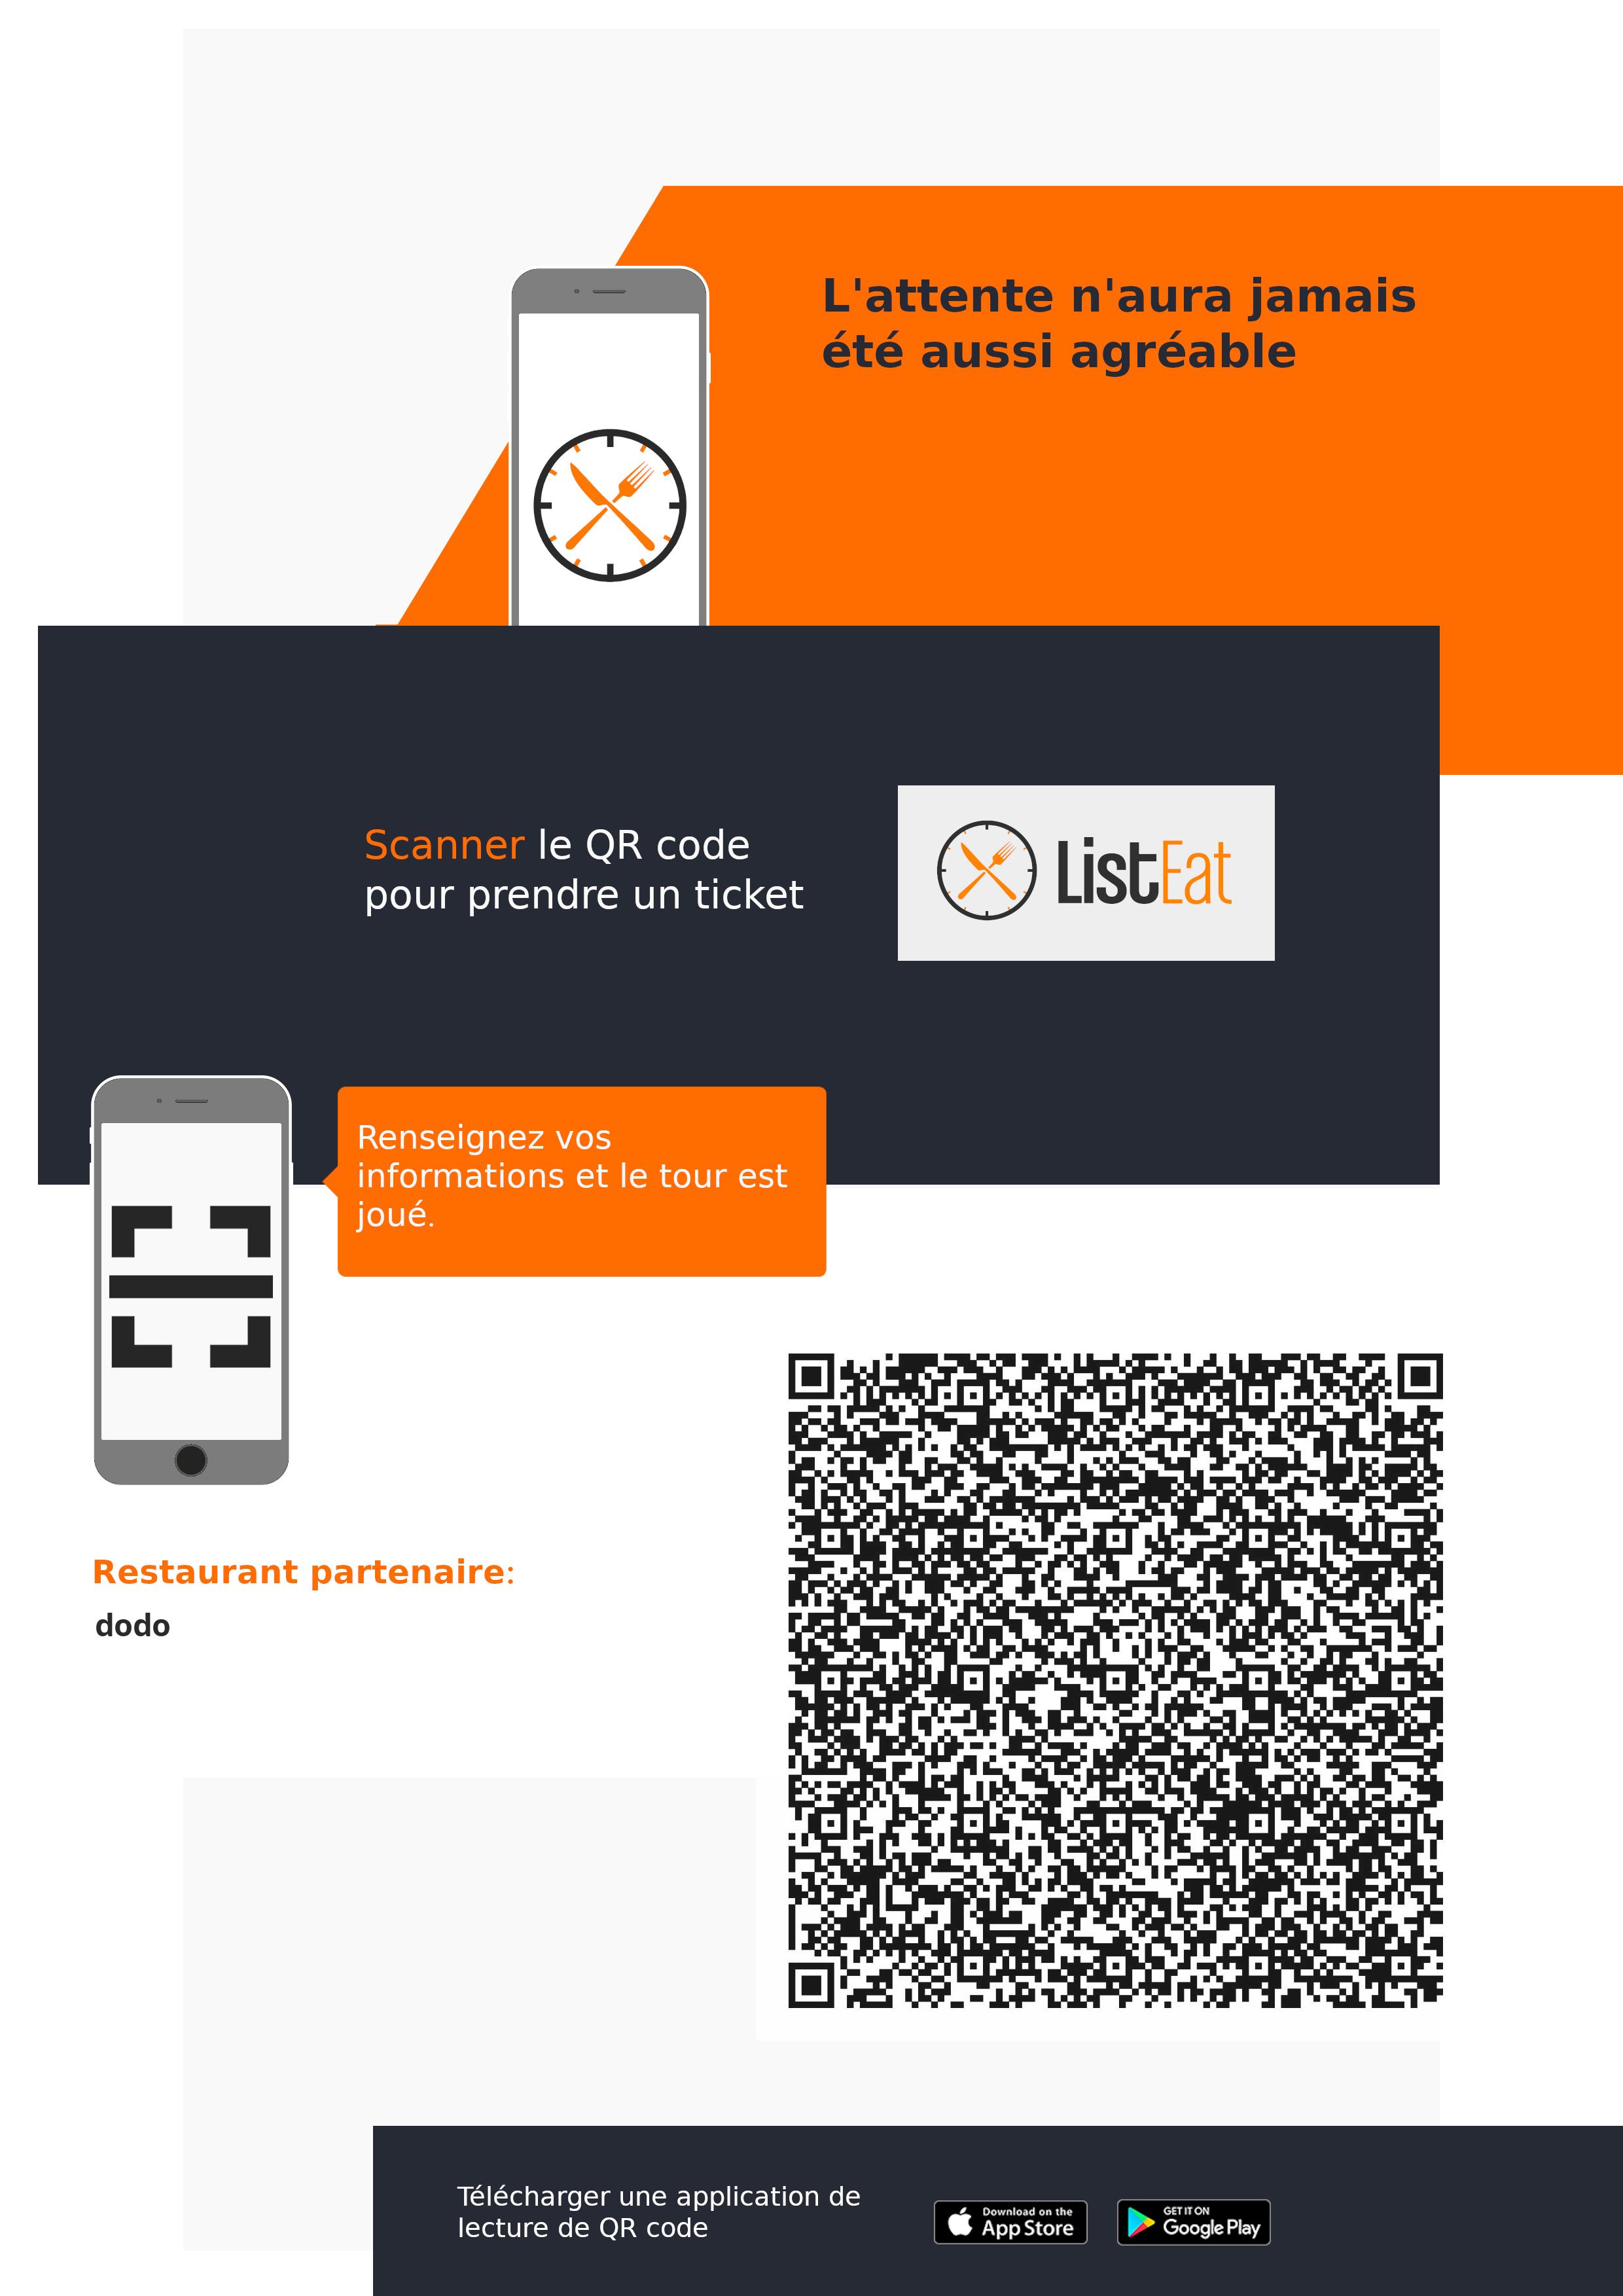 L'attente n'aura jamais
été aussi agréable
Scanner le QR code
pour prendre un ticket
ListEat
Renseignez vos
informations et le tour est
joué.
Restaurant partenaire:
dodo
Télécharger une application de
lecture de QR code
Download on the
App Store
GET IT ON
Google Play